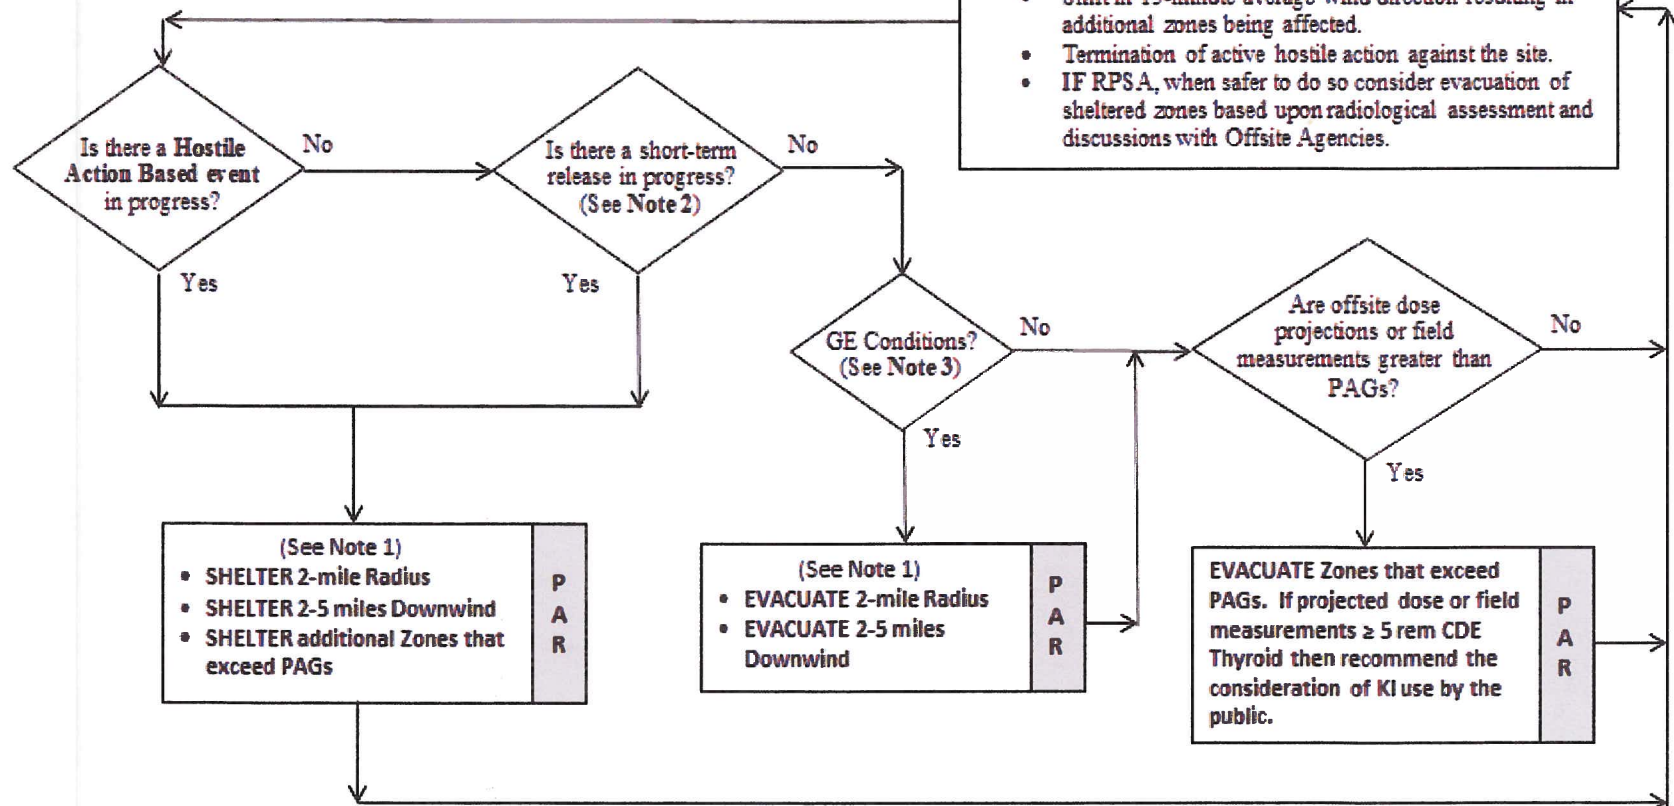 additional zones being affected.
• Termination of active hostile action against the site.
• IF RPSA, when safer to do so consider evacuation of
sheltered zones based upon radiological assessment and
discussions with Offsite Agencies.
Is there a Hostile
Action Based event
in progress?
No
Yes
Is there a short-term
release in progress?
(See Note 2)
No
Yes
GE Conditions?
(See Note 3)
No
Yes
Are offsite dose
projections or field
measurements greater than
PAGs?
No
Yes
(See Note 1)
• SHELTER 2-mile Radius
• SHELTER 2-5 miles Downwind
• SHELTER additional Zones that
exceed PAGs
P
A
R
(See Note 1)
• EVACUATE 2-mile Radius
• EVACUATE 2-5 miles
Downwind
P
A
R
EVACUATE Zones that exceed
PAGs. If projected dose or field
measurements ≥ 5 rem CDE
Thyroid then recommend the
consideration of KI use by the
public.
P
A
R